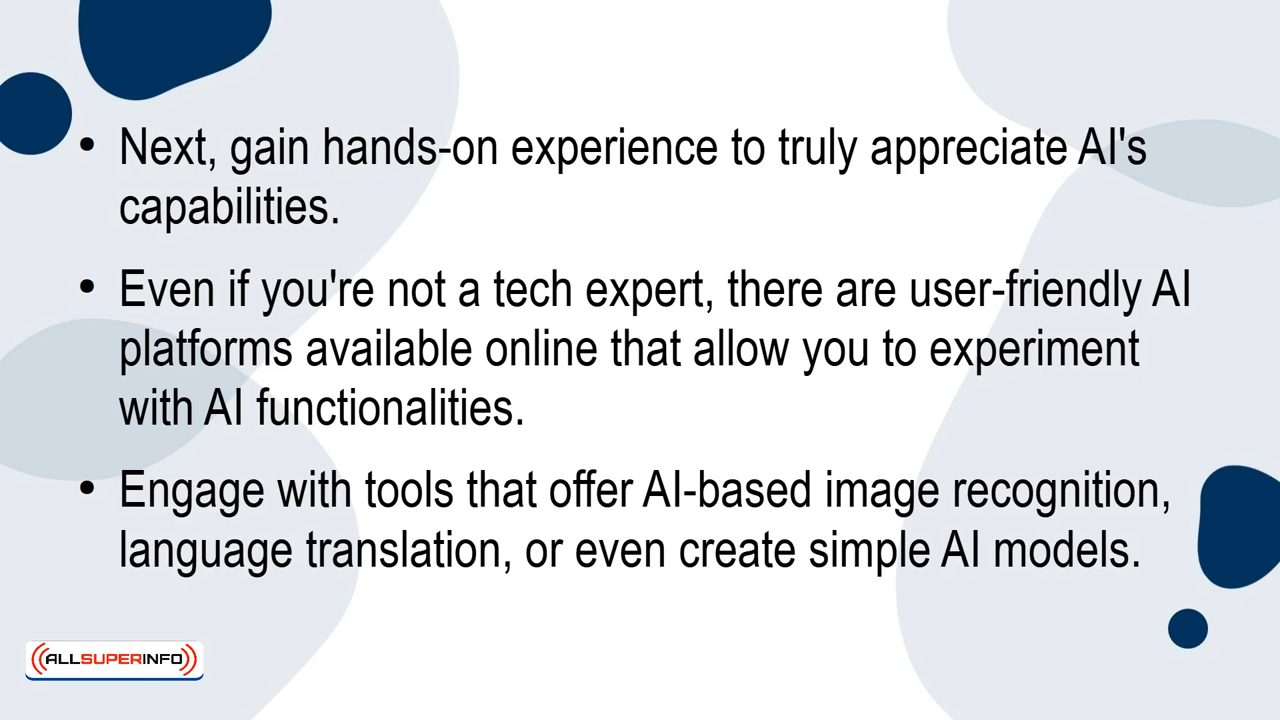 • Next, gain hands-on experience to truly appreciate AI's
capabilities.
• Even if you're not a tech expert, there are user-friendly AI
platforms available online that allow you to experiment
with AI functionalities.
• Engage with tools that offer AI-based image recognition,
language translation, or even create simple AI models.
ALLSUPERINFO